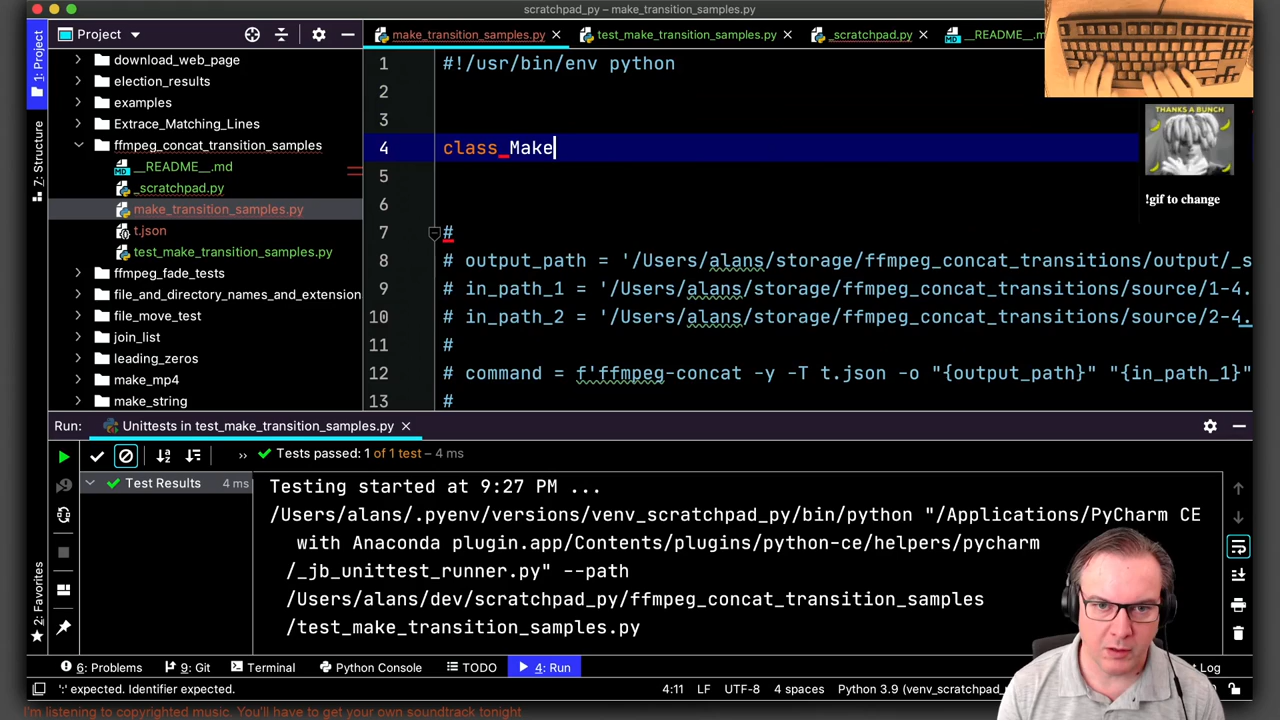 scratchpad_py – make_transition_samples.py
1: Project
Project
make_transition_samples.py
test_make_transition_samples.py
_scratchpad.py
__README__.m
download_web_page
election_results
examples
Extrace_Matching_Lines
ffmpeg_concat_transition_samples
__README__.md
_scratchpad.py
make_transition_samples.py
t.json
test_make_transition_samples.py
ffmpeg_fade_tests
file_and_directory_names_and_extension
file_move_test
join_list
leading_zeros
make_mp4
make_string
7: Structure
2: Favorites
1 #!/usr/bin/env python
2
3
4 class Make
5
6
7 #
8 # output_path = '/Users/alans/storage/ffmpeg_concat_transitions/output/_s
9 # in_path_1 = '/Users/alans/storage/ffmpeg_concat_transitions/source/1-4.
10 # in_path_2 = '/Users/alans/storage/ffmpeg_concat_transitions/source/2-4.
11 #
12 # command = f'ffmpeg-concat -y -T t.json -o "{output_path}" "{in_path_1}"
13 #
THANKS A BUNCH
!gif to change
Run:
Unittests in test_make_transition_samples.py
Tests passed: 1 of 1 test – 4 ms
Test Results 4 ms
Testing started at 9:27 PM ...
/Users/alans/.pyenv/versions/venv_scratchpad_py/bin/python "/Applications/PyCharm CE
with Anaconda plugin.app/Contents/plugins/python-ce/helpers/pycharm
/_jb_unittest_runner.py" --path
/Users/alans/dev/scratchpad_py/ffmpeg_concat_transition_samples
/test_make_transition_samples.py
6: Problems
9: Git
Terminal
Python Console
TODO
4: Run
Log
':' expected. Identifier expected.
4:11
LF
UTF-8
4 spaces
Python 3.9 (venv_scratchpad_
I'm listening to copyrighted music. You'll have to get your own soundtrack tonight